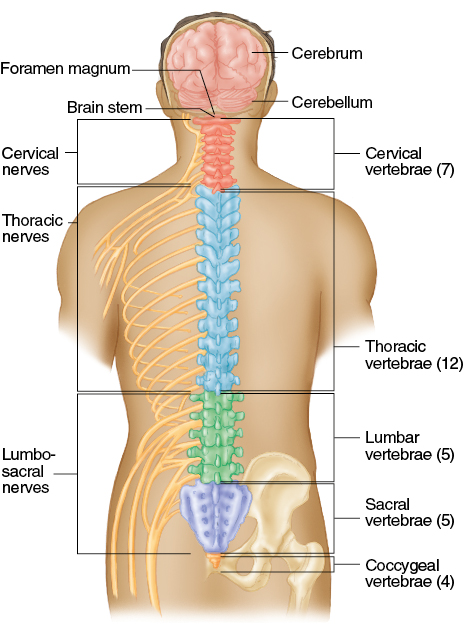 Cerebrum
Foramen magnum
Cerebellum
Brain stem
Cervical
nerves
Cervical
vertebrae (7)
Thoracic
nerves
Thoracic
vertebrae (12)
Lumbar
vertebrae (5)
Lumbo-
sacral
nerves
Sacral
vertebrae (5)
Coccygeal
vertebrae (4)